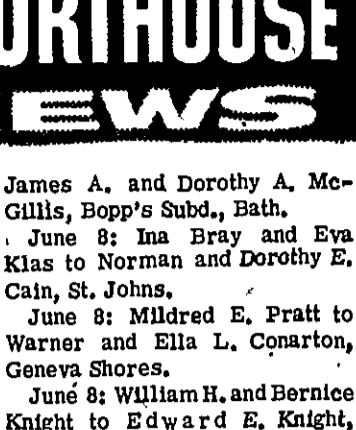 OURTHOUSE
EWS
James A. and Dorothy A. Mc-
Gillis, Bopp's Subd., Bath.
June 8: Ina Bray and Eva
Klas to Norman and Dorothy E.
Cain, St. Johns.
June 8: Mildred E. Pratt to
Warner and Ella L. Conarton,
Geneva Shores.
June 8: William H. and Bernice
Knight to Edward E. Knight,